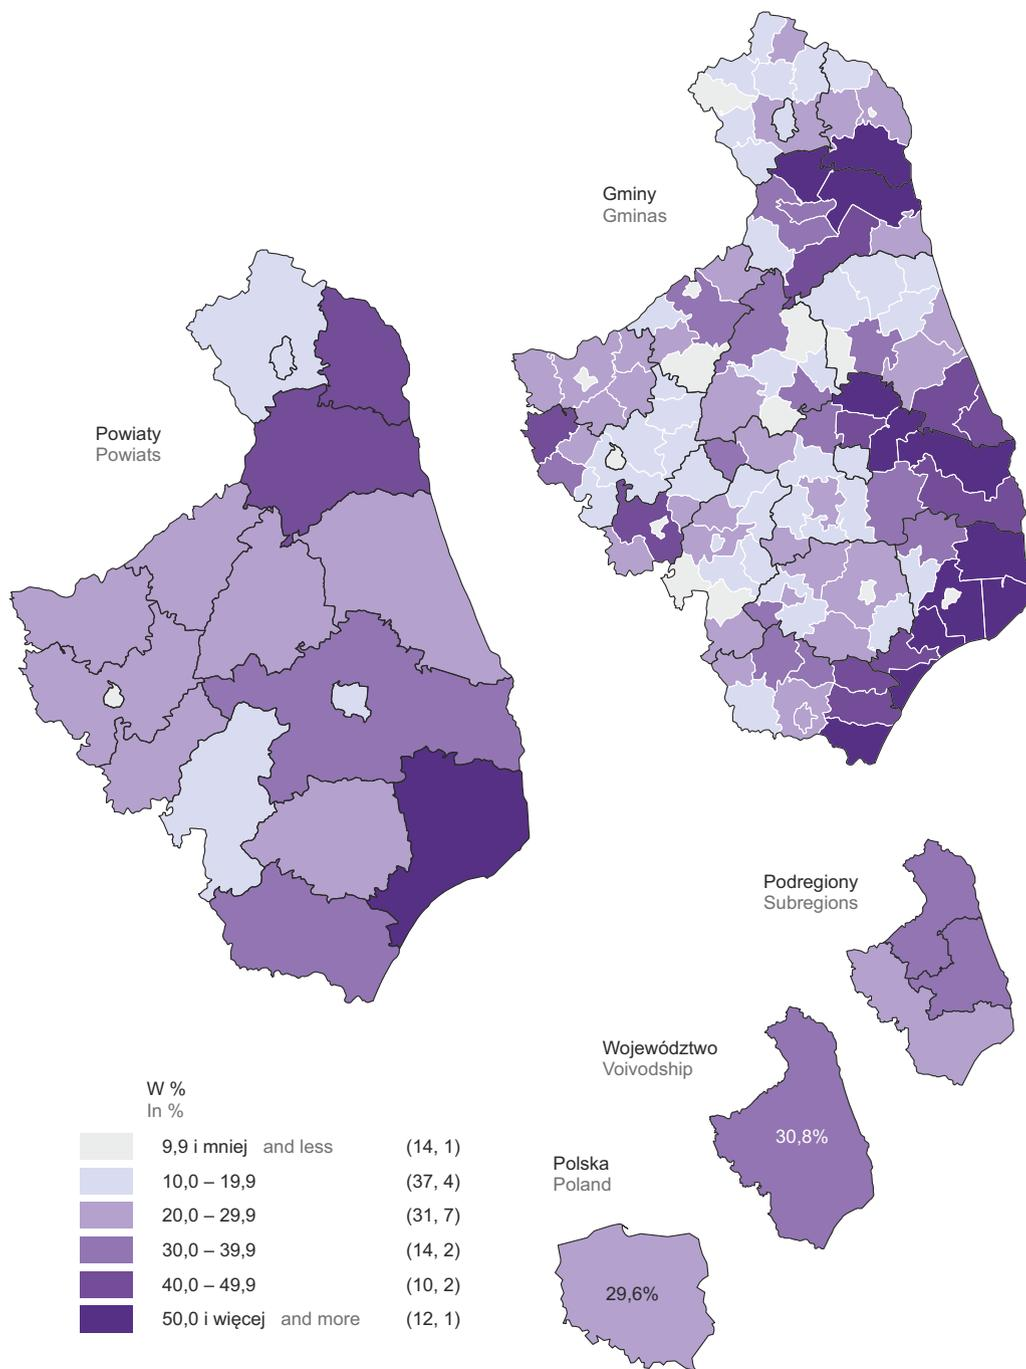 Gminy
Gminas
Powiaty
Powiats
Podregiony
Subregions
Województwo
Voivodship
30,8%
Polska
Poland
29,6%
W %
In %
9,9 i mniej and less (14, 1)
10,0 – 19,9 (37, 4)
20,0 – 29,9 (31, 7)
30,0 – 39,9 (14, 2)
40,0 – 49,9 (10, 2)
50,0 i więcej and more (12, 1)